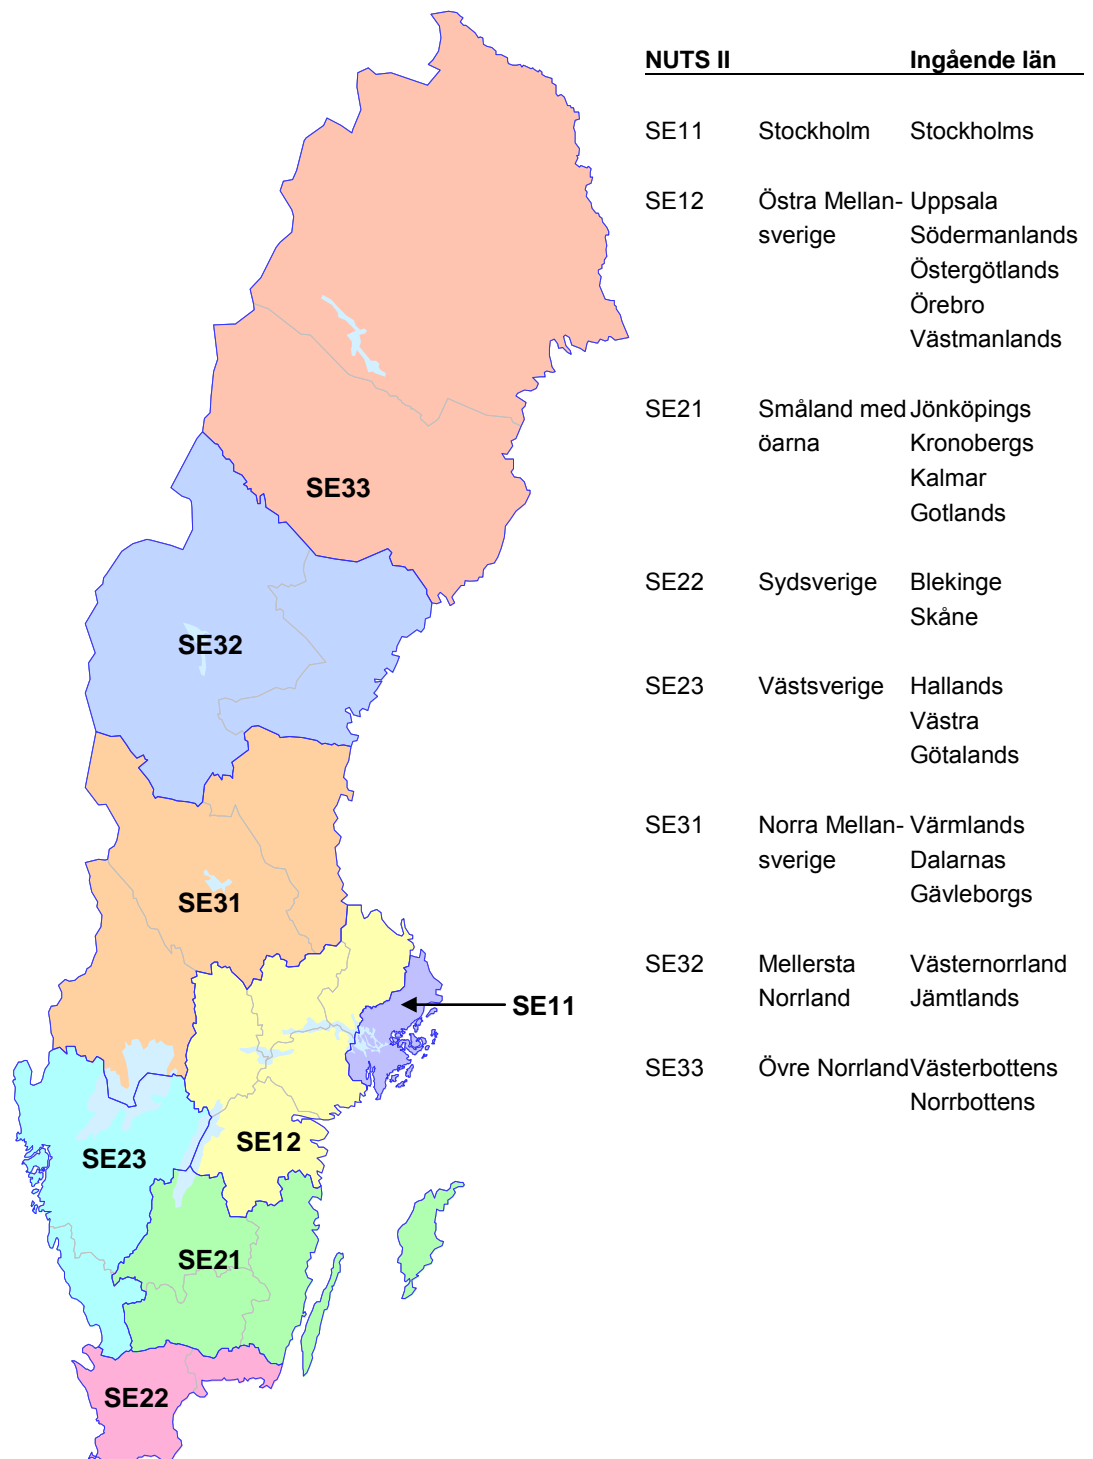 NUTS II Ingående län
SE11 Stockholm Stockholms
SE12 Östra Mellan- Uppsala
sverige Södermanlands
Östergötlands
Örebro
Västmanlands
SE21 Småland med Jönköpings
öarna Kronobergs
Kalmar
Gotlands
SE22 Sydsverige Blekinge
Skåne
SE23 Västsverige Hallands
Västra
Götalands
SE31 Norra Mellan- Värmlands
sverige Dalarnas
Gävleborgs
SE32 Mellersta Västernorrland
Norrland Jämtlands
SE33 Övre Norrland Västerbottens
Norrbottens
SE33
SE32
SE31
SE11
SE12
SE23
SE21
SE22